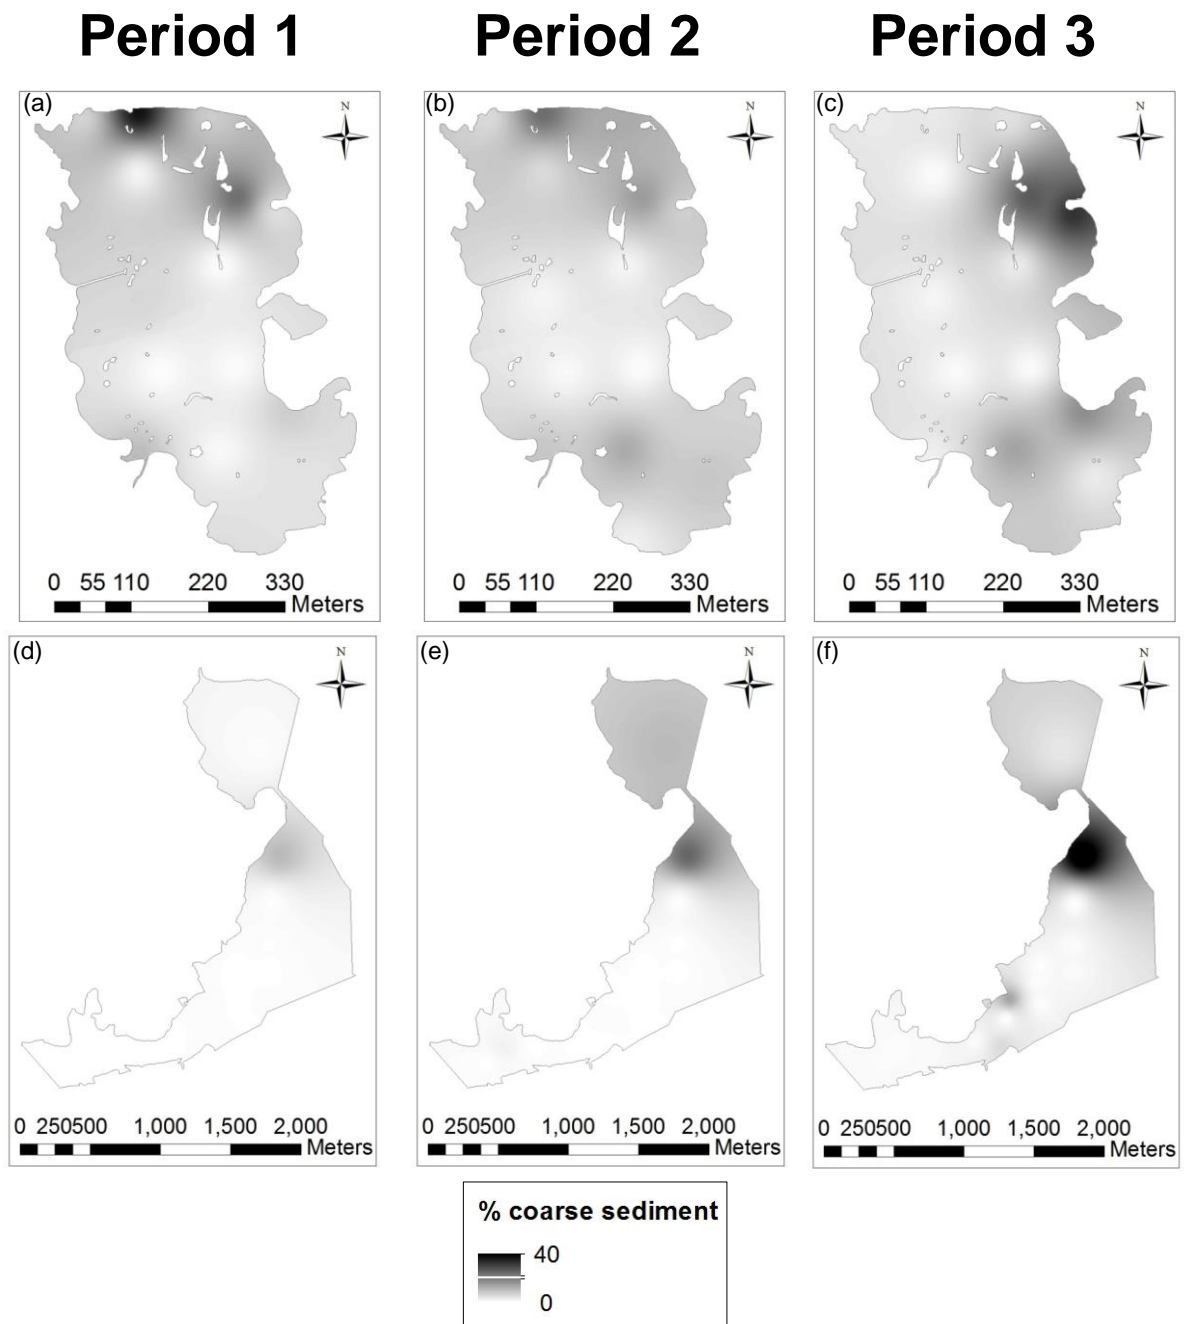 Period 1 Period 2 Period 3
(a) N (b) N (c) N
0 55 110 220 330 0 55 110 220 330 0 55 110 220 330
Meters Meters Meters
(d) N (e) N (f) N
0 250500 1,000 1,500 2,000 0 250500 1,000 1,500 2,000 0 250500 1,000 1,500 2,000
Meters Meters Meters
% coarse sediment
40
0